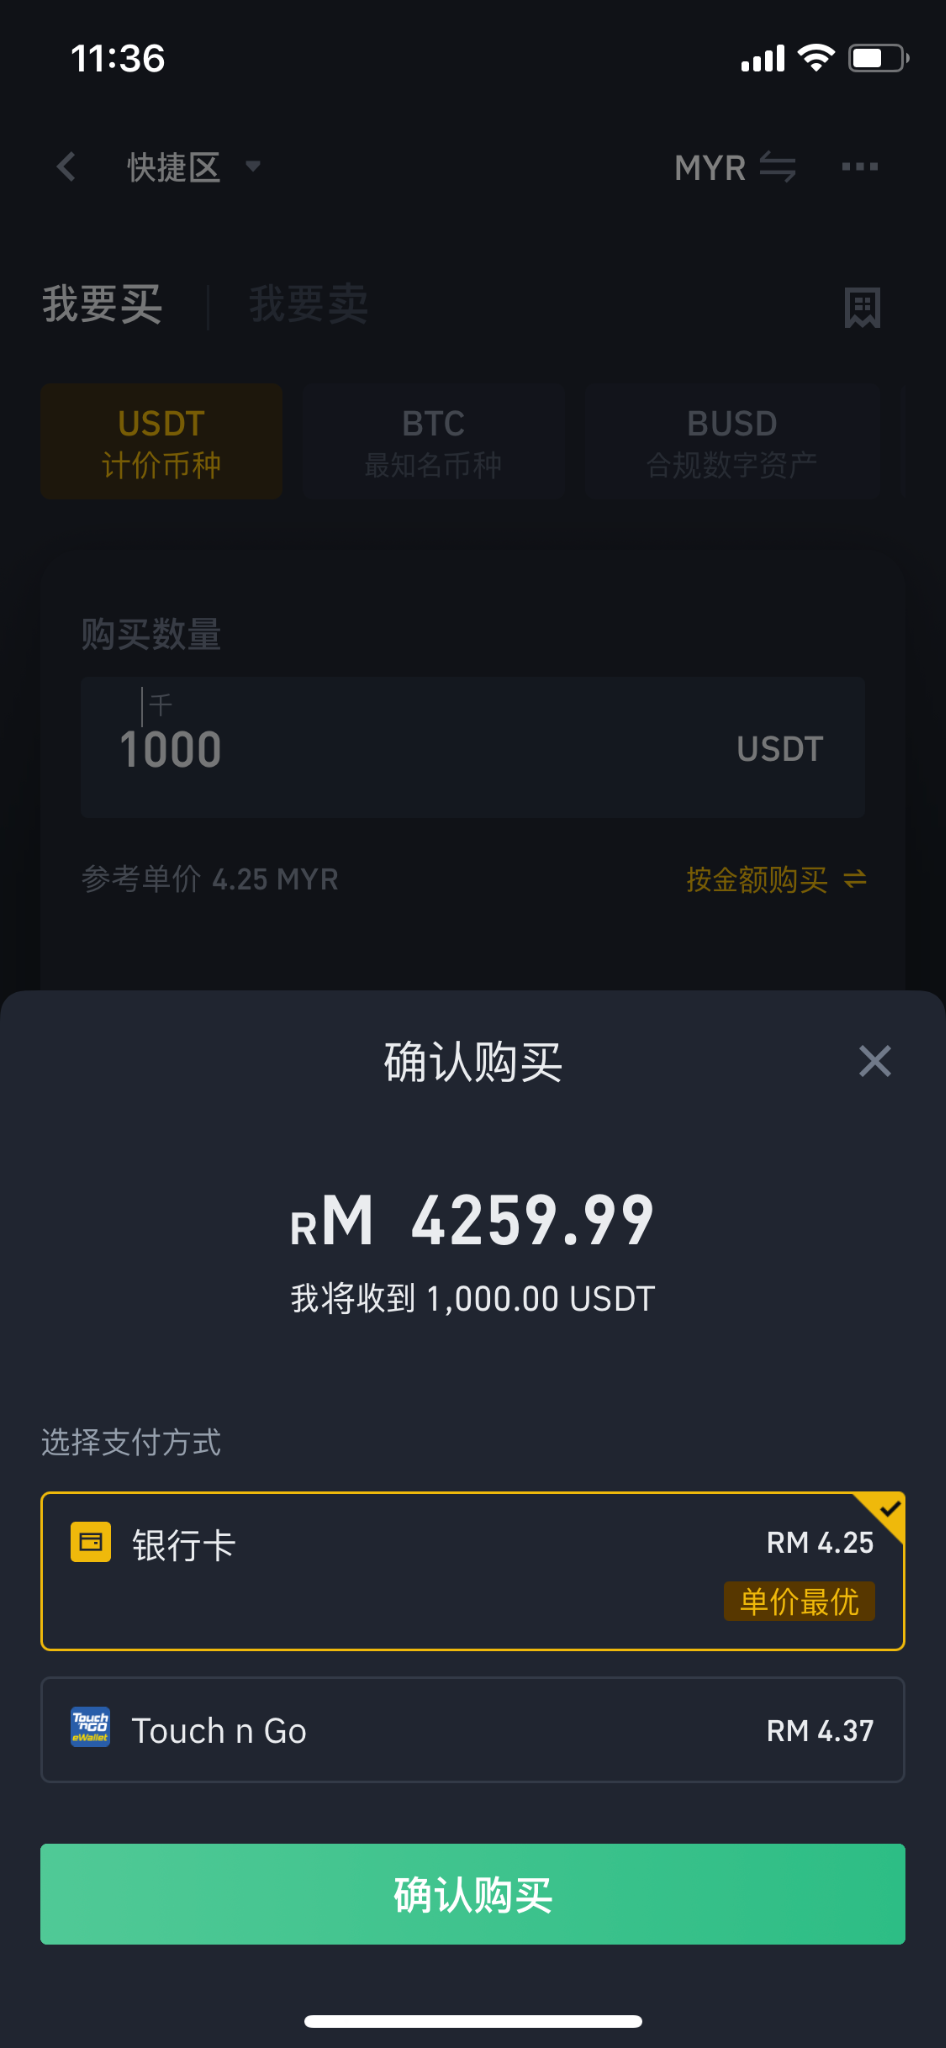 11:36
快捷区
MYR
我要买
我要卖
USDT
计价币种
BTC
最知名币种
BUSD
合规数字资产
购买数量
千
1000
USDT
参考单价 4.25 MYR
按金额购买
确认购买
RM 4259.99
我将收到 1,000.00 USDT
选择支付方式
银行卡
RM 4.25
单价最优
Touch n GO eWallet
Touch n Go
RM 4.37
确认购买